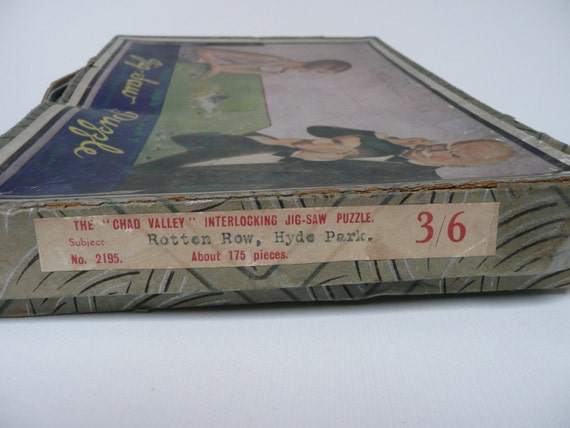 Jig-Saw
Puzzle
THE "CHAD VALLEY" INTERLOCKING JIG-SAW PUZZLE.
Subject Rotten Row, Hyde Park.
No. 2195. About 175 pieces.
3/6